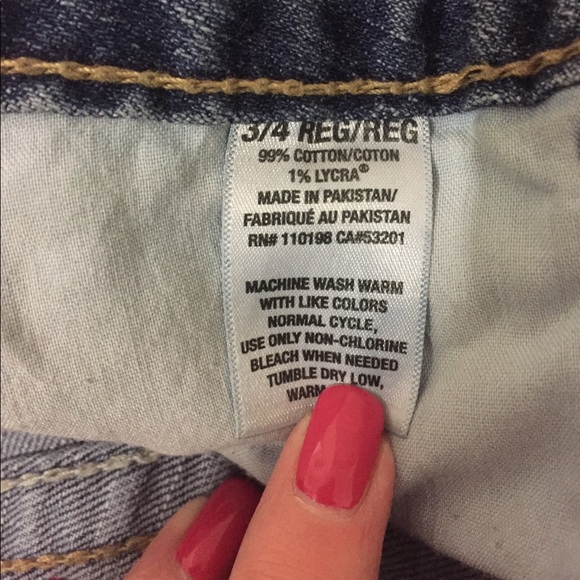 3/4 REG/REG
99% COTTON/COTON
1% LYCRA®
MADE IN PAKISTAN/
FABRIQUÉ AU PAKISTAN
RN# 110198 CA#53201
MACHINE WASH WARM
WITH LIKE COLORS
NORMAL CYCLE,
USE ONLY NON-CHLORINE
BLEACH WHEN NEEDED
TUMBLE DRY LOW,
WARM